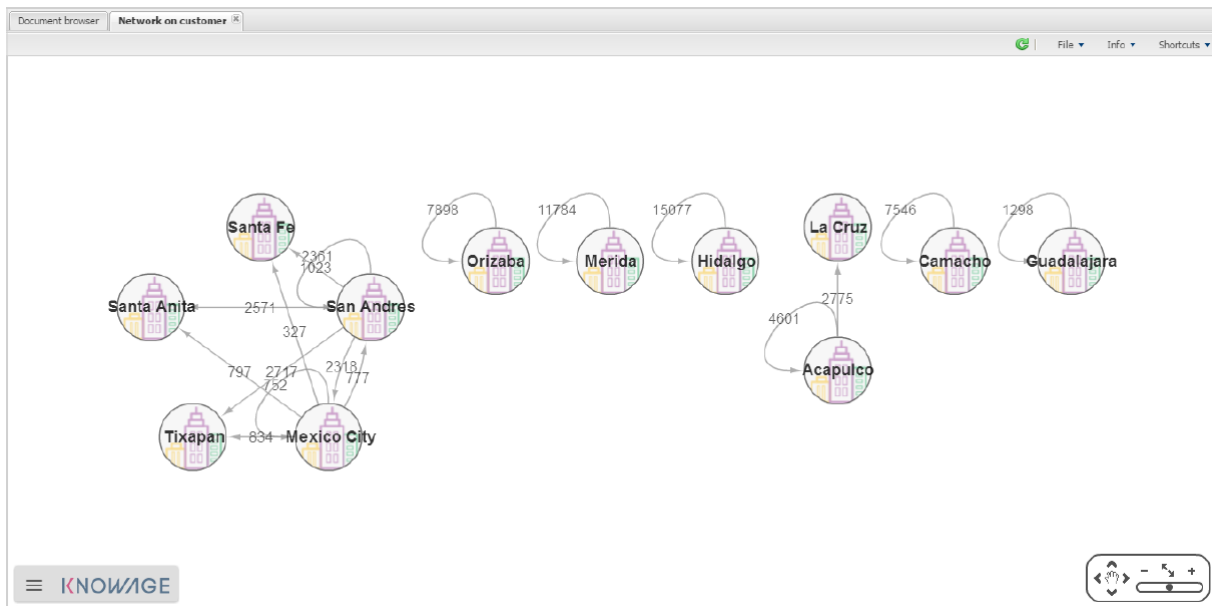 Document browser
Network on customer
File
Info
Shortcuts
Santa Fe
7898
11784
15077
La Cruz
7546
1298
2361
1023
Orizaba
Merida
Hidalgo
Camacho
Guadalajara
Santa Anita
2571
San Andres
2775
4601
327
797
2717
752
2318
777
Acapulco
Tixapan
834
Mexico City
KNOWAGE